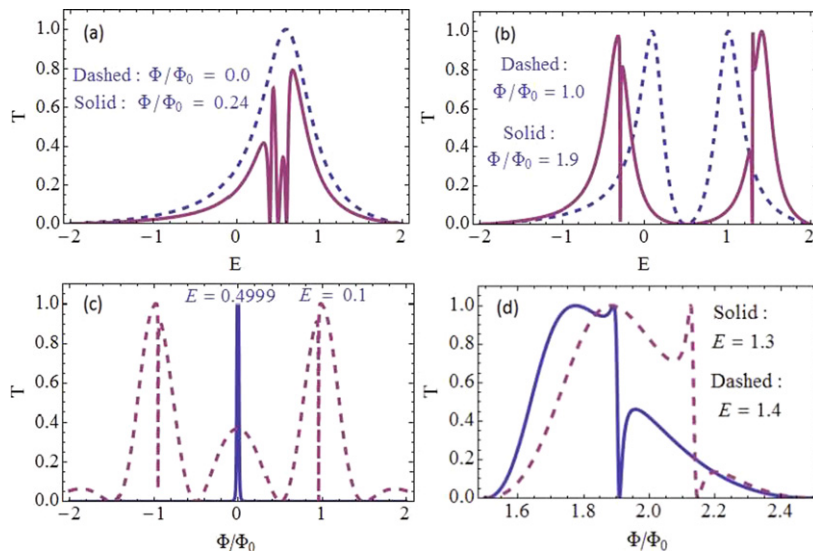 (a)
Dashed : Φ/Φ₀ = 0.0
Solid : Φ/Φ₀ = 0.24
T
1.0
0.8
0.6
0.4
0.2
0.0
−2 −1 0 1 2
E
(b)
Dashed :
Φ/Φ₀ = 1.0
Solid :
Φ/Φ₀ = 1.9
T
1.0
0.8
0.6
0.4
0.2
0.0
−2 −1 0 1 2
E
(c)
E = 0.4999 E = 0.1
T
1.0
0.8
0.6
0.4
0.2
0.0
−2 −1 0 1 2
Φ/Φ₀
(d)
Solid :
E = 1.3
Dashed :
E = 1.4
T
1.0
0.8
0.6
0.4
0.2
0.0
1.6 1.8 2.0 2.2 2.4
Φ/Φ₀